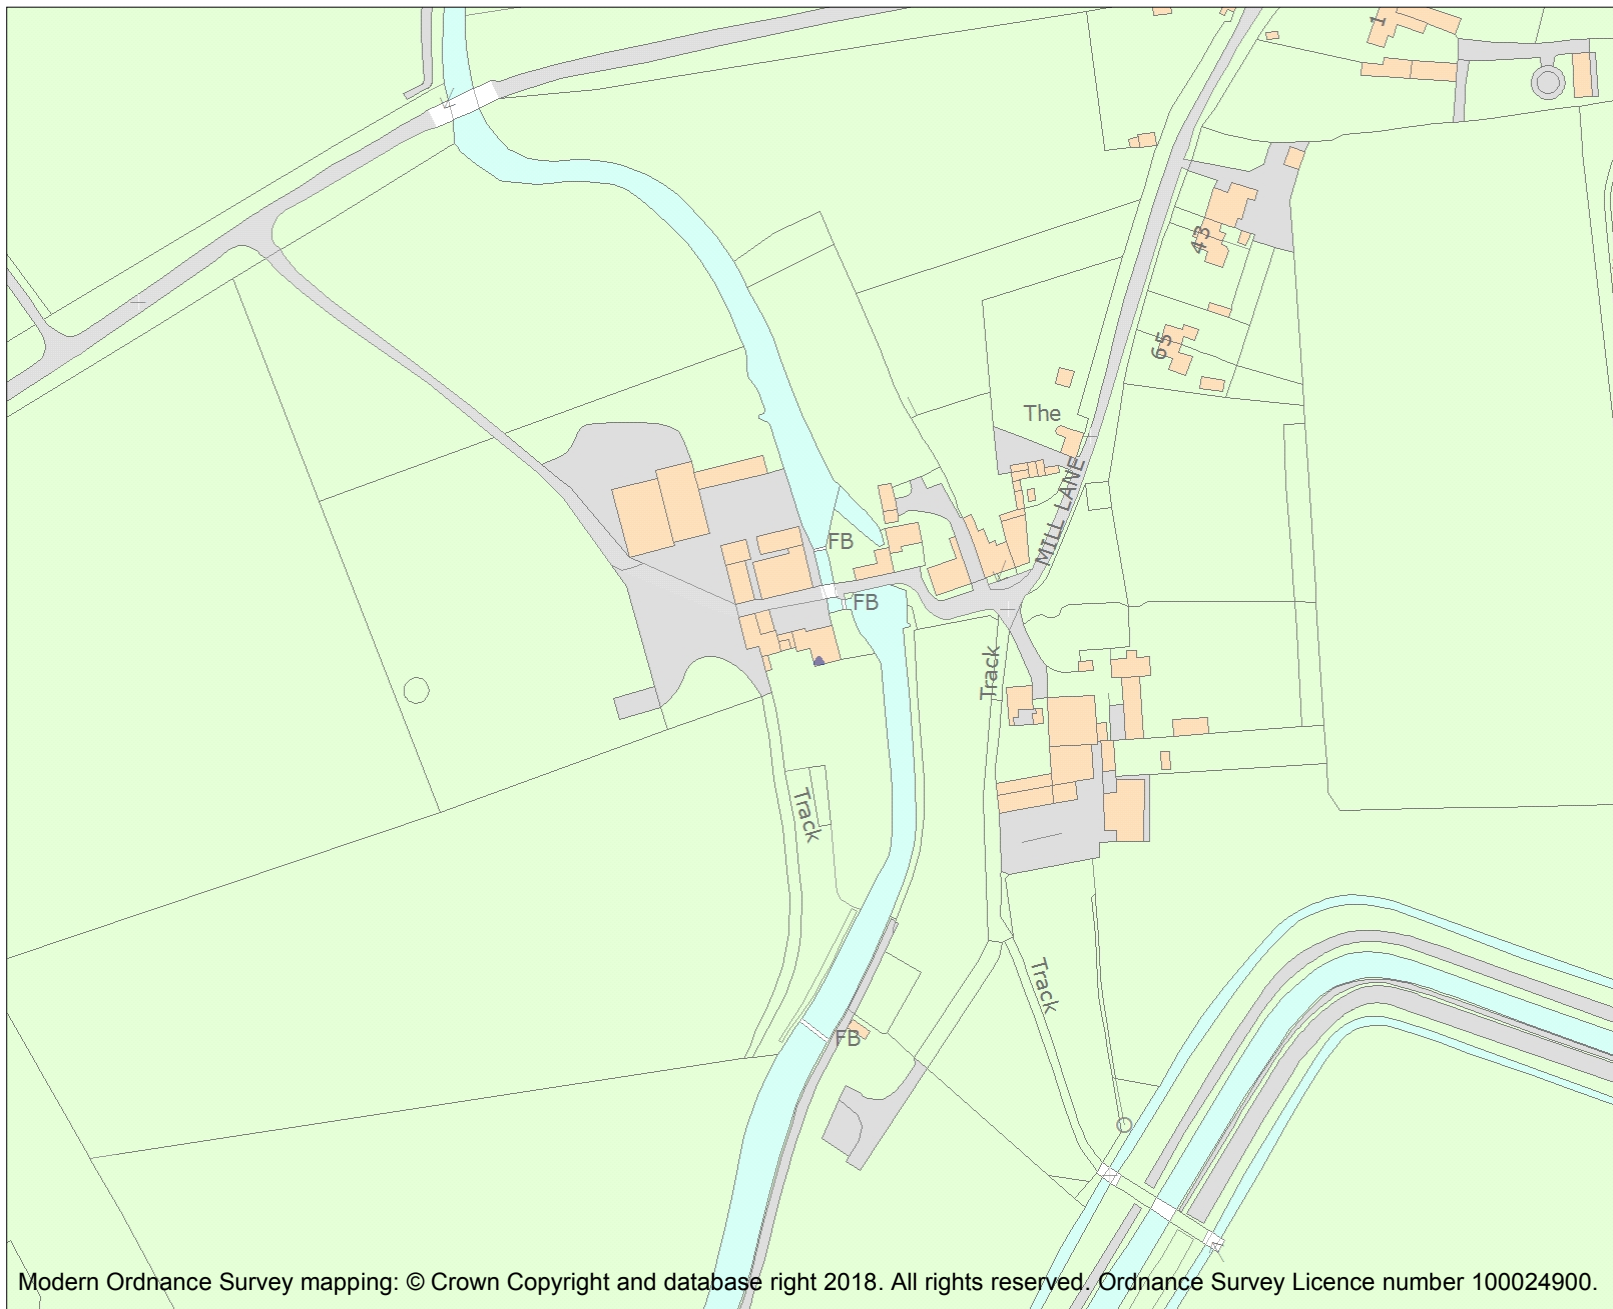 1
43
65
The
MILL LANE
FB
FB
Track
Track
Track
FB
Modern Ordnance Survey mapping: © Crown Copyright and database right 2018. All rights reserved. Ordnance Survey Licence number 100024900.